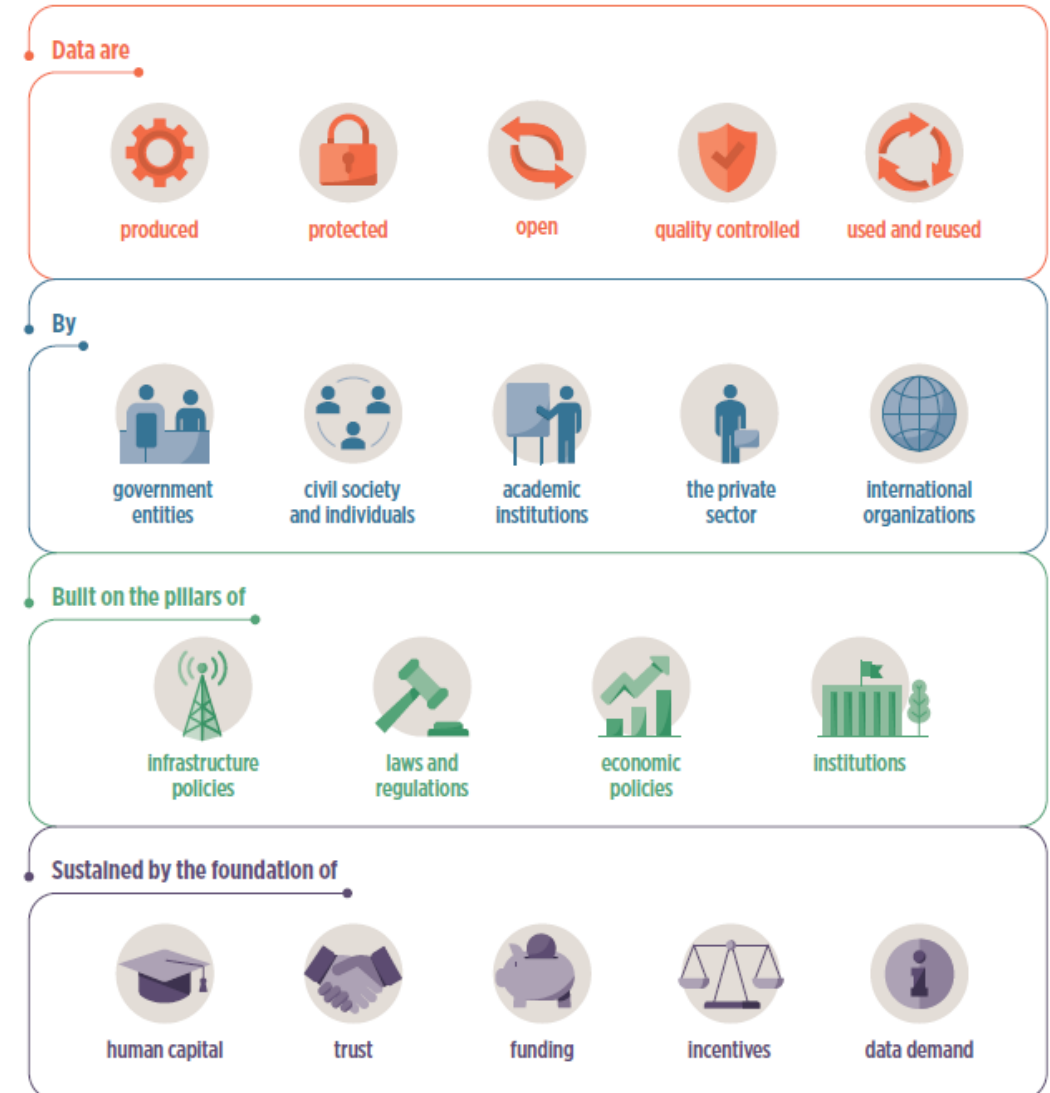 Data are
produced
protected
open
quality controlled
used and reused
By
government
entities
civil society
and individuals
academic
institutions
the private
sector
international
organizations
Built on the pillars of
infrastructure
policies
laws and
regulations
economic
policies
institutions
Sustained by the foundation of
human capital
trust
funding
incentives
data demand